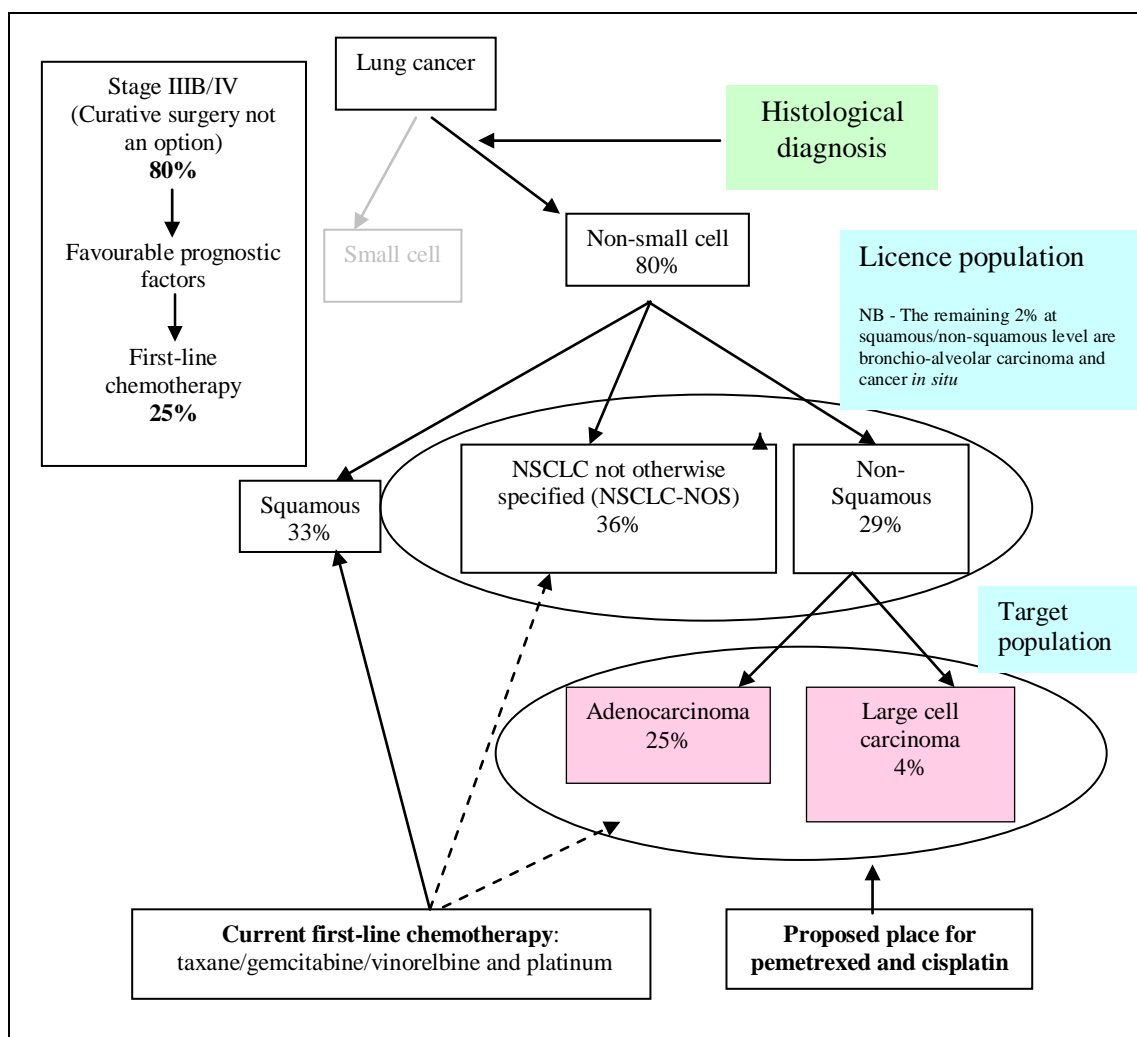 Stage IIIB/IV
(Curative surgery not
an option)
80%
Favourable prognostic
factors
First-line
chemotherapy
25%
Lung cancer
Histological
diagnosis
Small cell
Non-small cell
80%
Licence population
NB - The remaining 2% at
squamous/non-squamous level are
bronchio-alveolar carcinoma and
cancer in situ
Squamous
33%
NSCLC not otherwise
specified (NSCLC-NOS)
36%
Non-
Squamous
29%
Target
population
Adenocarcinoma
25%
Large cell
carcinoma
4%
Current first-line chemotherapy:
taxane/gemcitabine/vinorelbine and platinum
Proposed place for
pemetrexed and cisplatin